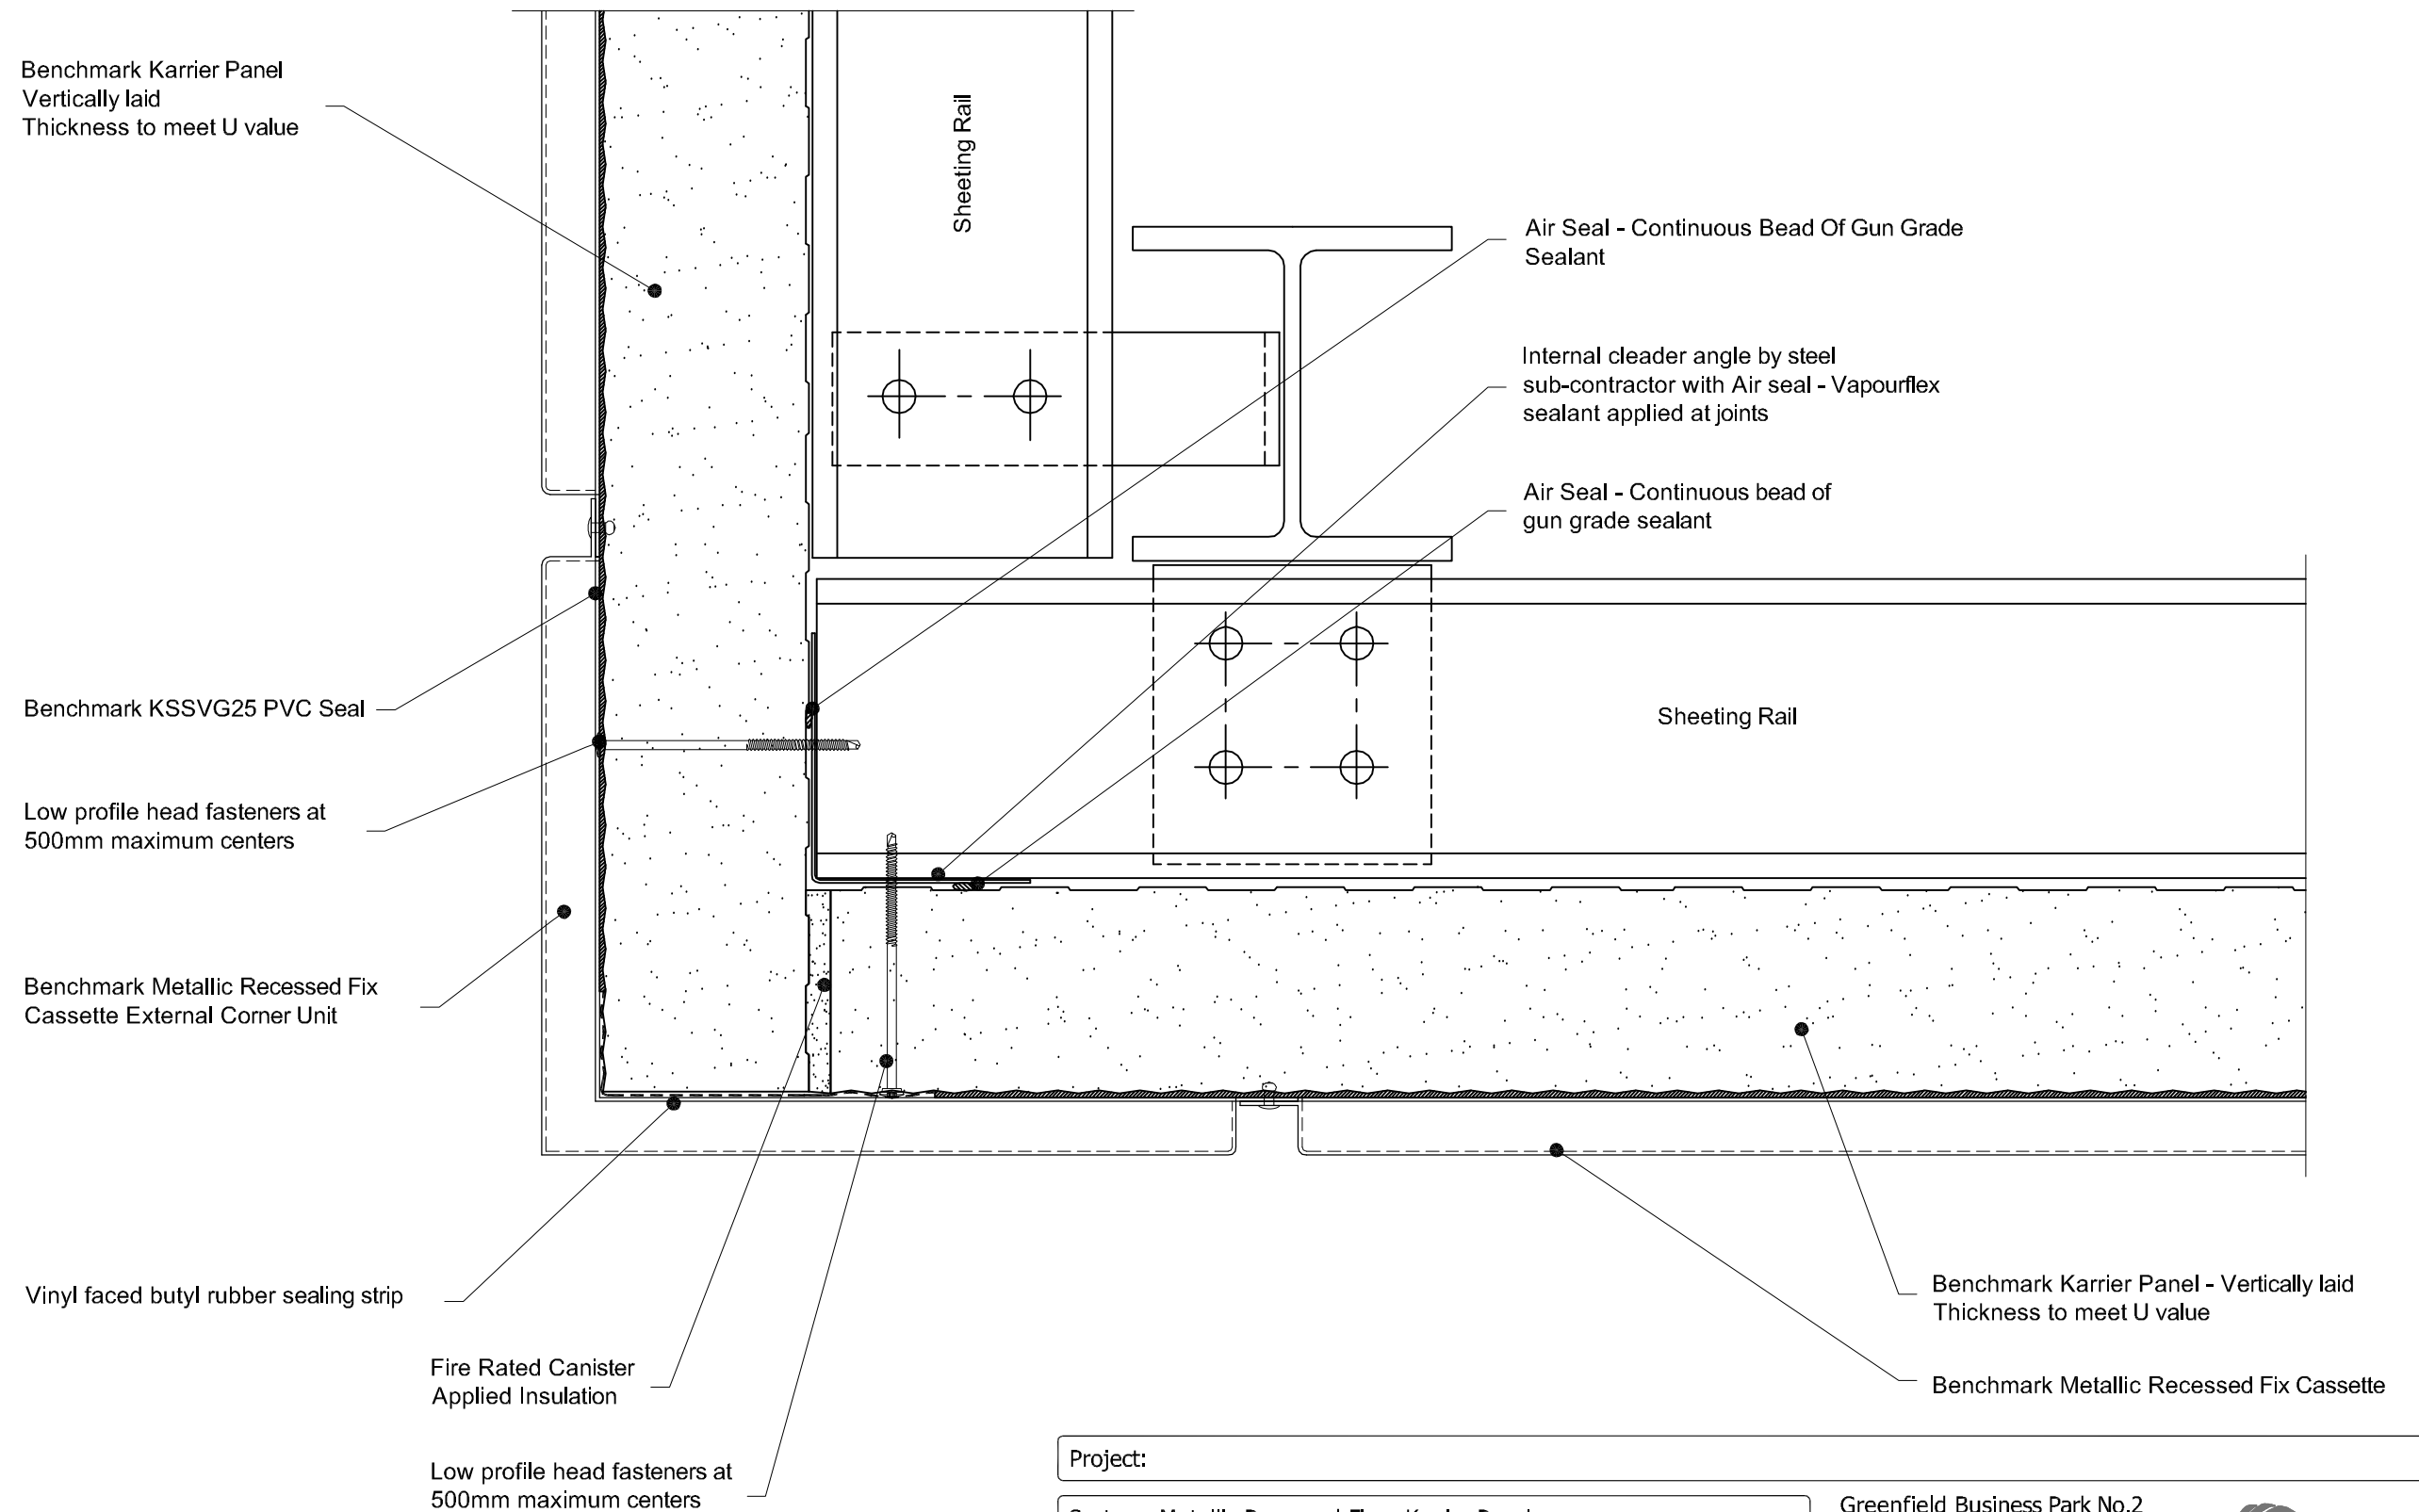 Benchmark Karrier Panel
Vertically laid
Thickness to meet U value
Sheeting Rail
Air Seal - Continuous Bead Of Gun Grade
Sealant
Internal cleader angle by steel
sub-contractor with Air seal - Vapourflex
sealant applied at joints
Air Seal - Continuous bead of
gun grade sealant
Benchmark KSSVG25 PVC Seal
Sheeting Rail
Low profile head fasteners at
500mm maximum centers
Benchmark Metallic Recessed Fix
Cassette External Corner Unit
Vinyl faced butyl rubber sealing strip
Benchmark Karrier Panel - Vertically laid
Thickness to meet U value
Fire Rated Canister
Applied Insulation
Benchmark Metallic Recessed Fix Cassette
Low profile head fasteners at
500mm maximum centers
Project:
Greenfield Business Park No.2